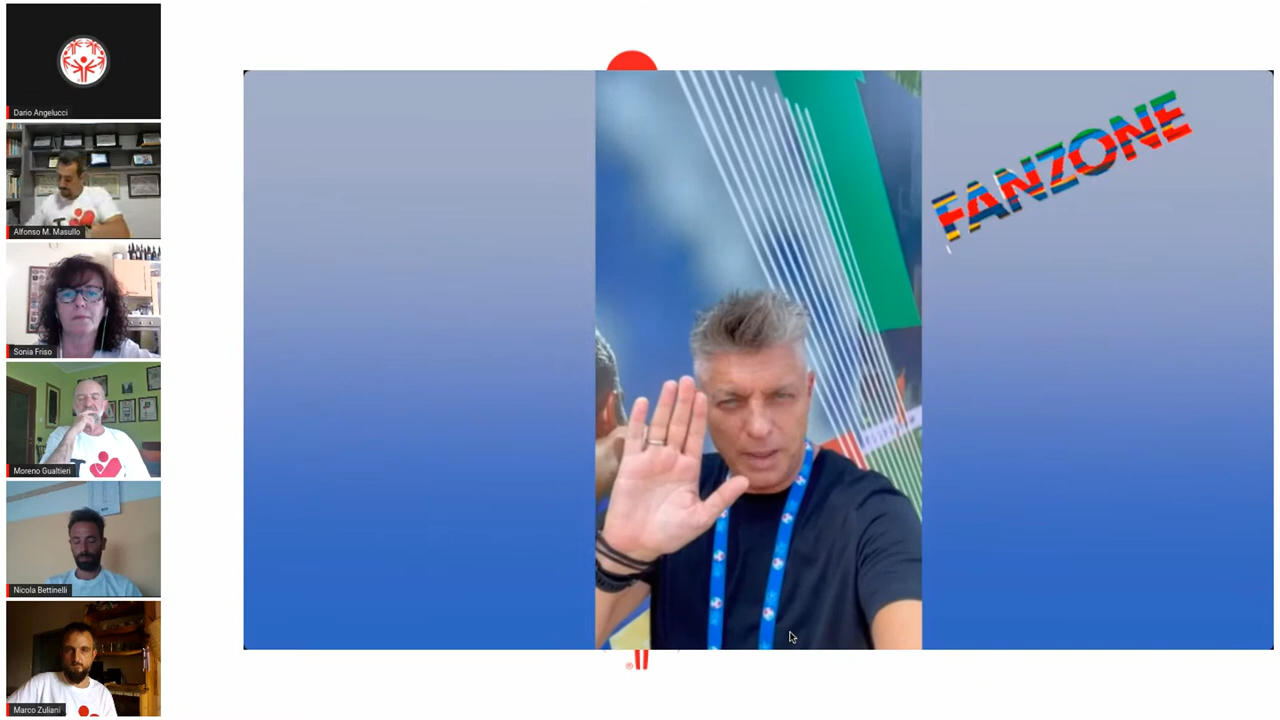 Dario Angelucci
Alfonso M. Masullo
Sonia Friso
Moreno Gualtieri
Nicola Bettinelli
Marco Zuliani
FANZONE